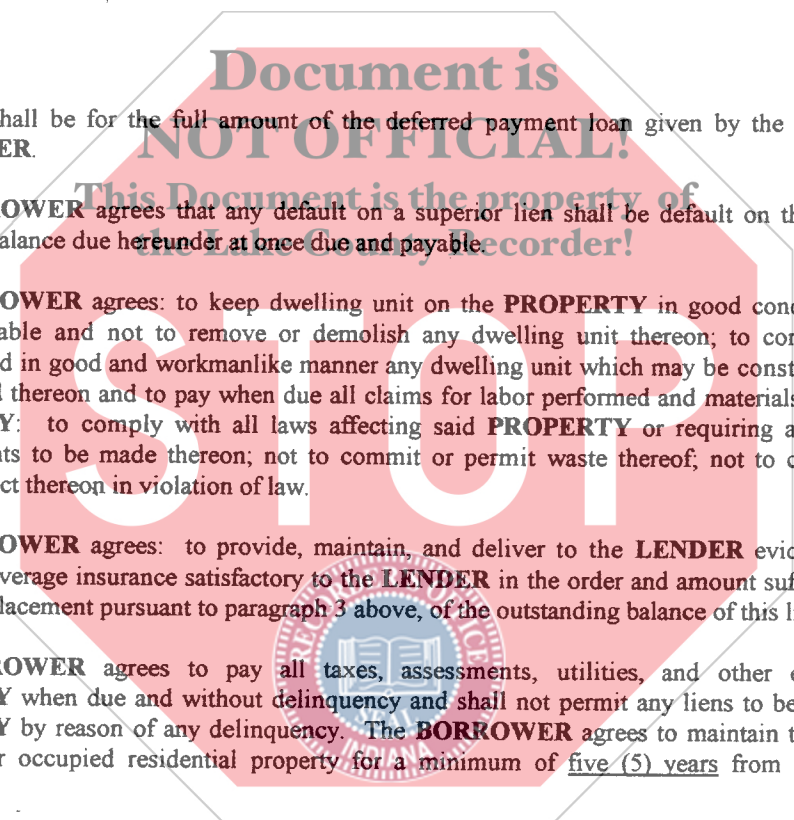 Document is
hall be for the full amount of the deferred payment loan given by the
ER.
NOT OFFICIAL!
This Document is the property of
OWER agrees that any default on a superior lien shall be default on th
alance due hereunder at once due and payable.
the Lake County Recorder!
OWER agrees: to keep dwelling unit on the PROPERTY in good cond
able and not to remove or demolish any dwelling unit thereon; to con
d in good and workmanlike manner any dwelling unit which may be const
l thereon and to pay when due all claims for labor performed and materials
Y: to comply with all laws affecting said PROPERTY or requiring a
nts to be made thereon; not to commit or permit waste thereof; not to c
ct thereon in violation of law.
STOP
OWER agrees: to provide, maintain, and deliver to the LENDER evid
verage insurance satisfactory to the LENDER in the order and amount suf
lacement pursuant to paragraph 3 above, of the outstanding balance of this li
ROWER agrees to pay all taxes, assessments, utilities, and other e
Y when due and without delinquency and shall not permit any liens to be
Y by reason of any delinquency. The BORROWER agrees to maintain t
r occupied residential property for a minimum of five (5) years from
SEAL
INDIANA